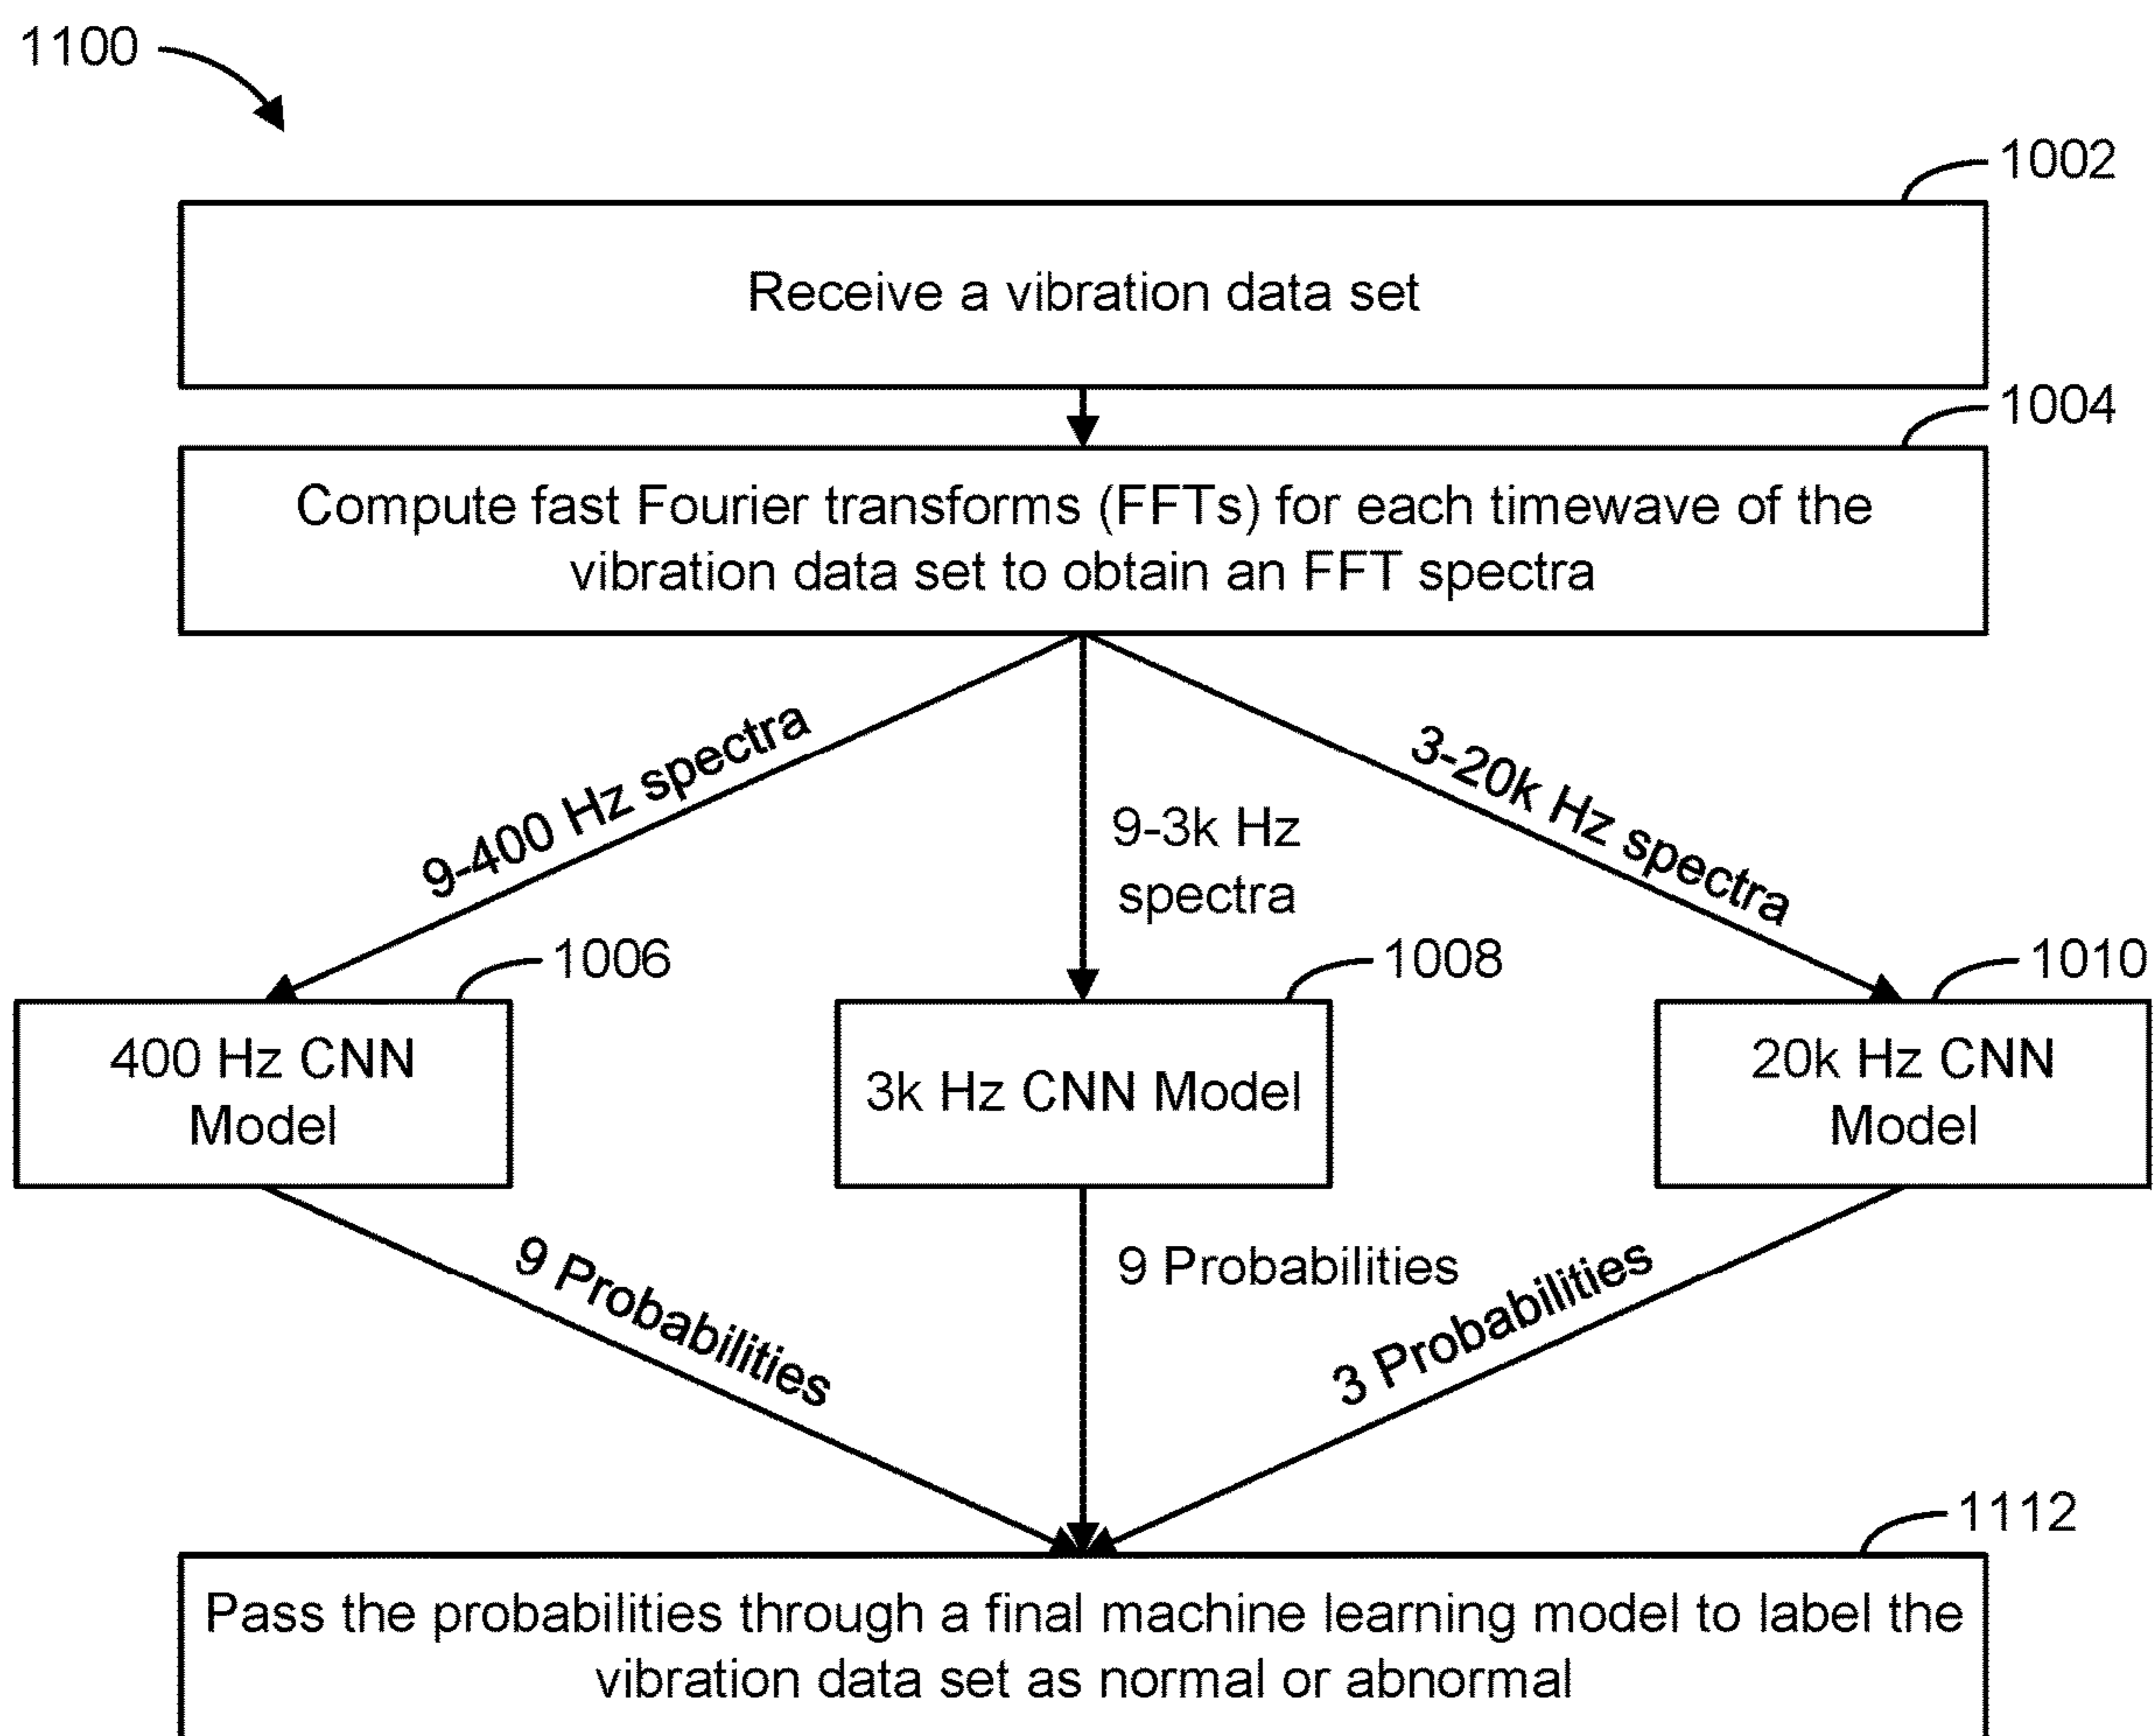 1100
1002
Receive a vibration data set
1004
Compute fast Fourier transforms (FFTs) for each timewave of the
vibration data set to obtain an FFT spectra
9-400 Hz spectra
9-3k Hz
spectra
3-20k Hz spectra
1006
400 Hz CNN
Model
1008
3k Hz CNN Model
1010
20k Hz CNN
Model
9 Probabilities
9 Probabilities
3 Probabilities
1112
Pass the probabilities through a final machine learning model to label the
vibration data set as normal or abnormal